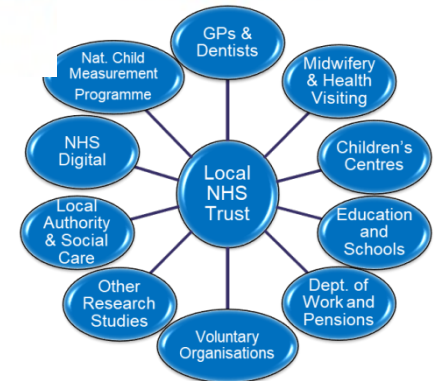 GPs &
Dentists
Midwifery
& Health
Visiting
Children's
Centres
Education
and
Schools
Dept. of
Work and
Pensions
Voluntary
Organisations
Other
Research
Studies
Local
Authority
& Social
Care
NHS
Digital
Nat. Child
Measurement
Programme
Local
NHS
Trust